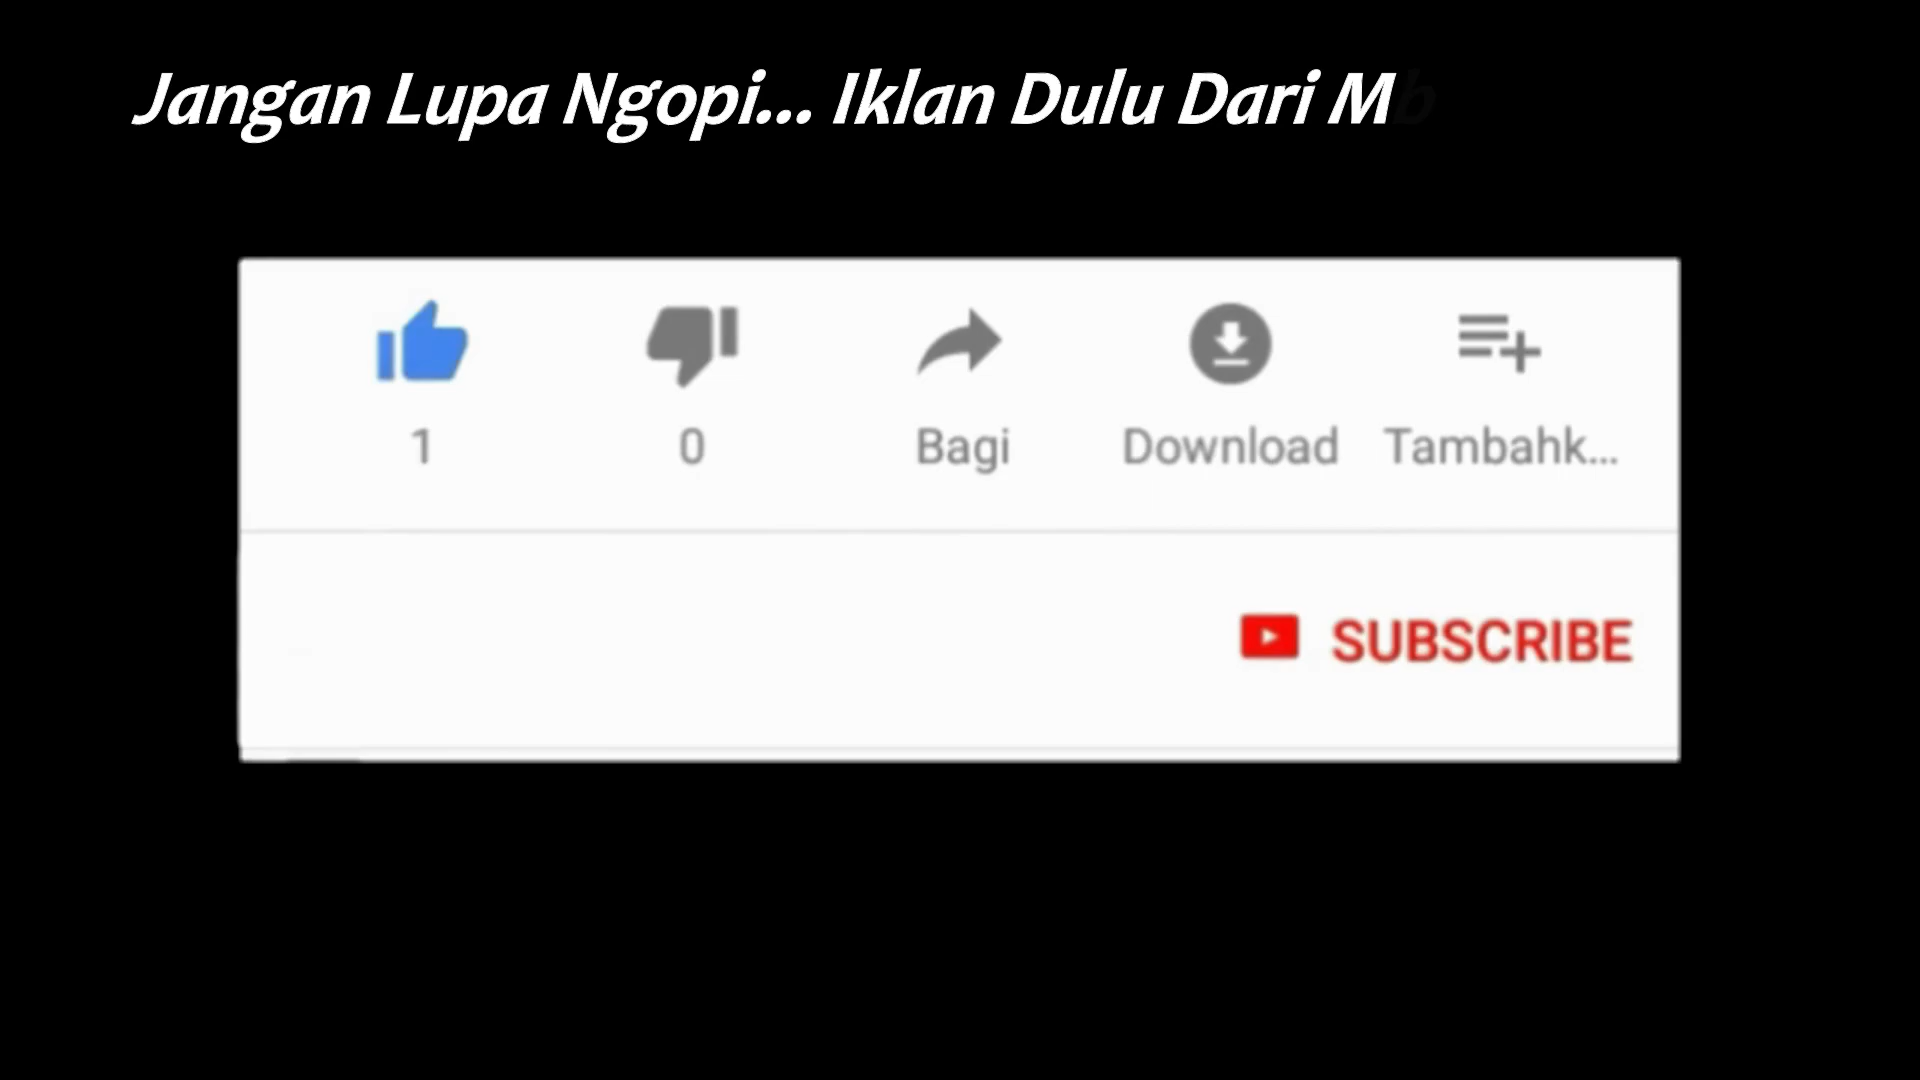 Jangan Lupa Ngopi... Iklan Dulu Dari M
1 0 Bagi Download Tambahk...
SUBSCRIBE